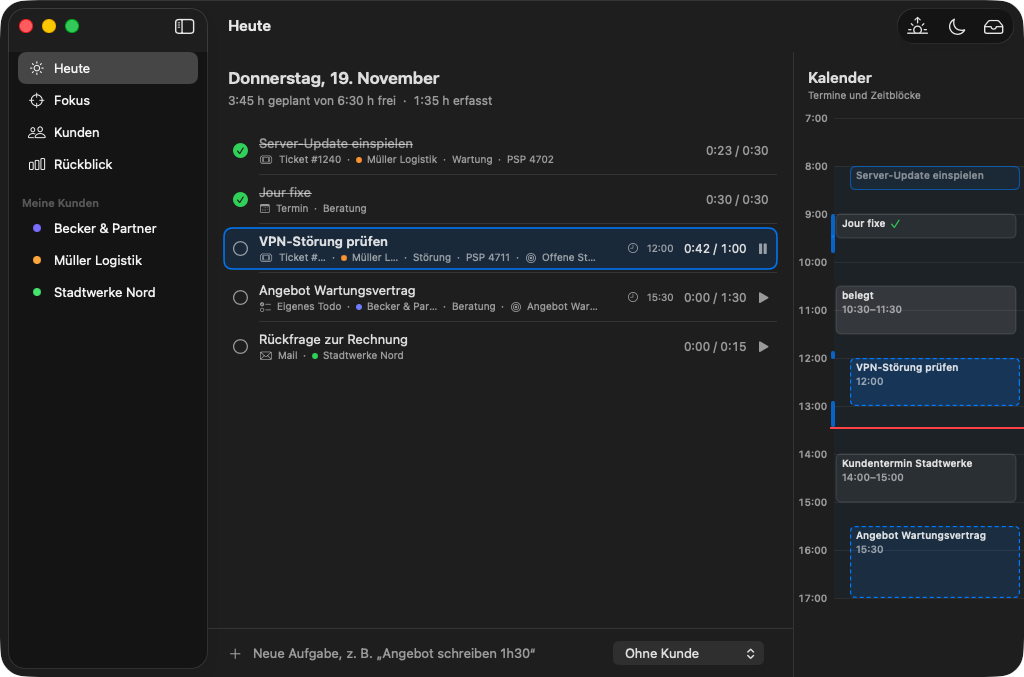 Heute
Fokus
Kunden
Rückblick
Meine Kunden
Becker & Partner
Müller Logistik
Stadtwerke Nord
Heute
Donnerstag, 19. November
3:45 h geplant von 6:30 h frei · 1:35 h erfasst
Server-Update einspielen
Ticket #1240 · Müller Logistik · Wartung · PSP 4702
0:23 / 0:30
Jour fixe
Termin · Beratung
0:30 / 0:30
VPN-Störung prüfen
Ticket #... · Müller L... · Störung · PSP 4711 · Offene St...
12:00 0:42 / 1:00
Angebot Wartungsvertrag
Eigenes Todo · Becker & Par... · Beratung · Angebot War...
15:30 0:00 / 1:30
Rückfrage zur Rechnung
Mail · Stadtwerke Nord
0:00 / 0:15
Neue Aufgabe, z. B. „Angebot schreiben 1h30“
Ohne Kunde
Kalender
Termine und Zeitblöcke
7:00
8:00
Server-Update einspielen
9:00
Jour fixe ✓
10:00
belegt
10:30–11:30
11:00
12:00
VPN-Störung prüfen
12:00
13:00
14:00
Kundentermin Stadtwerke
14:00–15:00
15:00
Angebot Wartungsvertrag
15:30
16:00
17:00